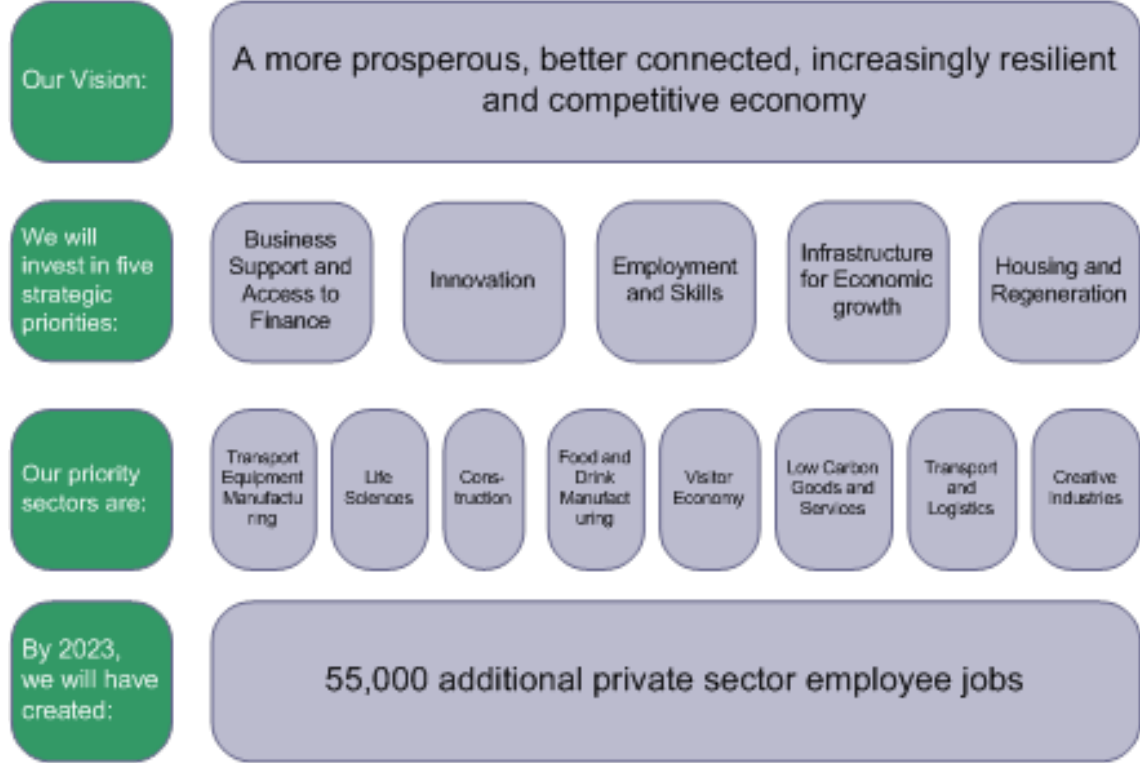 Our Vision:
A more prosperous, better connected, increasingly resilient
and competitive economy
We will
invest in five
strategic
priorities:
Business
Support and
Access to
Finance
Innovation
Employment
and Skills
Infrastructure
for Economic
growth
Housing and
Regeneration
Our priority
sectors are:
Transport
Equipment
Manufactu
ring
Life
Sciences
Cons-
truction
Food and
Drink
Manufact
uring
Visitor
Economy
Low Carbon
Goods and
Services
Transport
and
Logistics
Creative
Industries
By 2023,
we will have
created:
55,000 additional private sector employee jobs